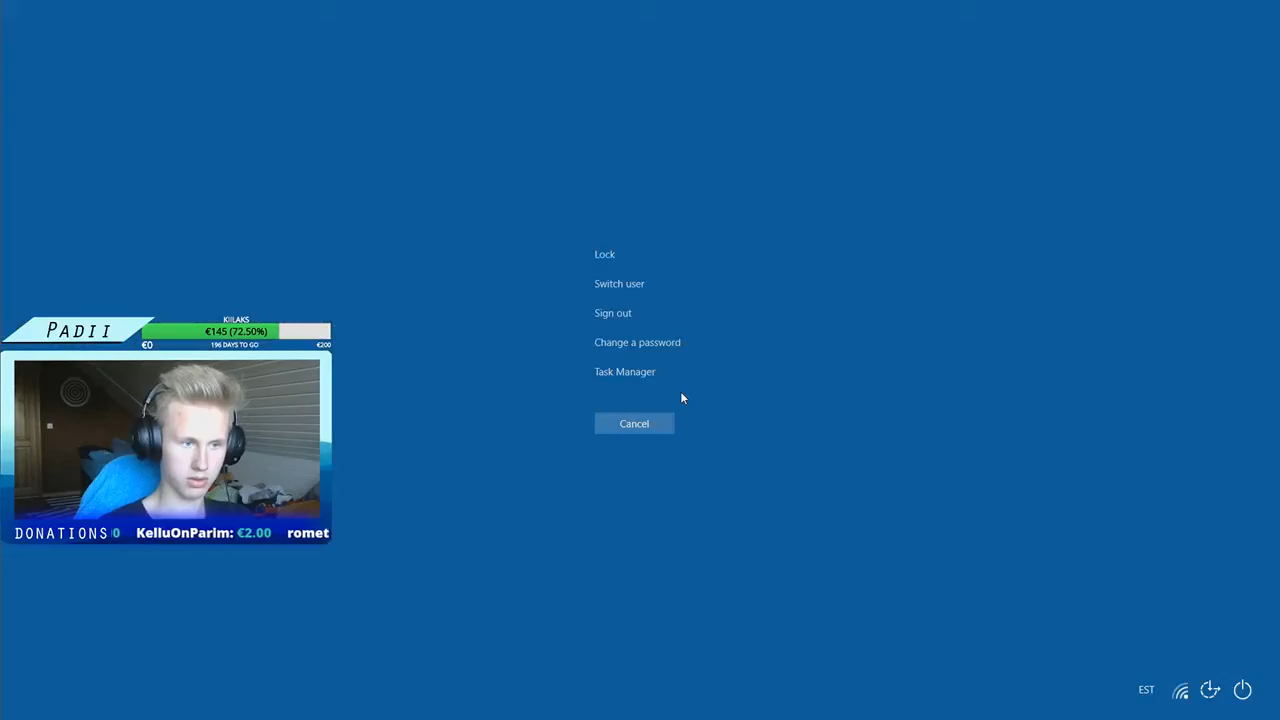 Lock
Switch user
Sign out
Change a password
Task Manager
Cancel
KIILAKS
PADII
€145 (72.50%)
€0 196 DAYS TO GO €200
DONATIONS 0 KelluOnParim: €2.00 romet
EST